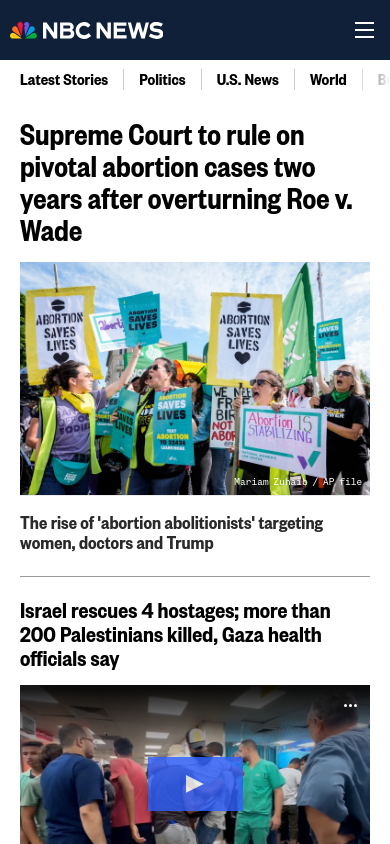 NBC NEWS
Latest Stories
Politics
U.S. News
World
Supreme Court to rule on
pivotal abortion cases two
years after overturning Roe v.
Wade
ABORTION
SAVES
LIVES
ABORTION
SAVES LIVES
ABORTION
SAVES
LIVES
ABORTION
SAVES
LIVES
Abortion IS
STABILIZING
Mariam Zuhaib / AP file
The rise of 'abortion abolitionists' targeting
women, doctors and Trump
Israel rescues 4 hostages; more than
200 Palestinians killed, Gaza health
officials say